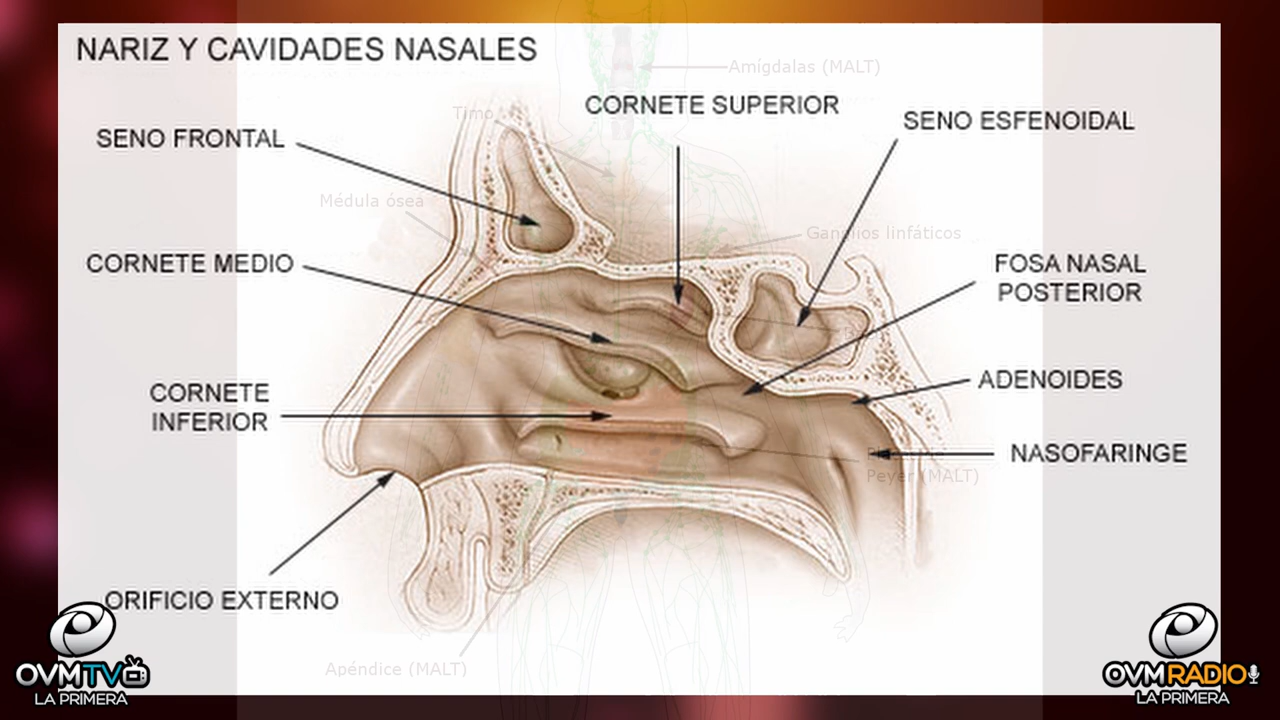 NARIZ Y CAVIDADES NASALES
Amígdalas (MALT)
CORNETE SUPERIOR
Timo
SENO ESFENOIDAL
SENO FRONTAL
Médula ósea
Ganglios linfáticos
CORNETE MEDIO
FOSA NASAL
POSTERIOR
ADENOIDES
CORNETE
INFERIOR
NASOFARINGE
Peyer (MALT)
ORIFICIO EXTERNO
Apéndice (MALT)
OVMTV
LA PRIMERA
OVMRADIO
LA PRIMERA